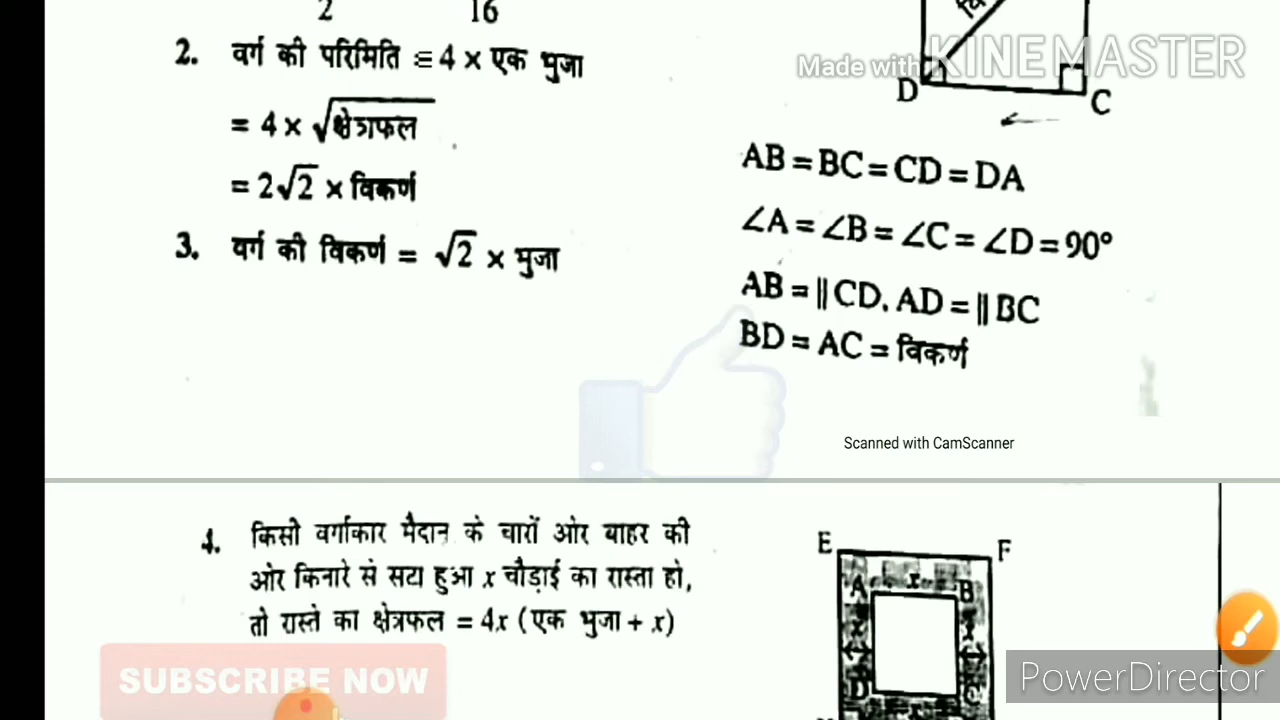 2 16
2. वर्ग की परिमिति = 4 × एक भुजा
= 4 × √क्षेत्रफल
= 2√2 × विकर्ण
3. वर्ग की विकर्ण = √2 × भुजा
Made with KINEMASTER
D C
AB = BC = CD = DA
∠A = ∠B = ∠C = ∠D = 90°
AB = || CD, AD = || BC
BD = AC = विकर्ण
Scanned with CamScanner
4. किसी वर्गाकार मैदान के चारों ओर बाहर की
ओर किनारे से सटा हुआ x चौड़ाई का रास्ता हो,
तो रास्ते का क्षेत्रफल = 4x (एक भुजा + x)
E F
A x B
x x
D C
x
SUBSCRIBE NOW
PowerDirector